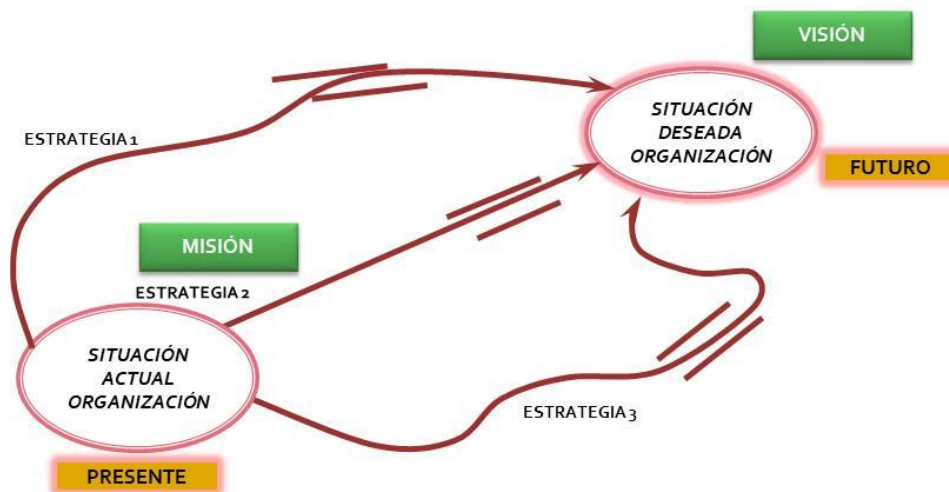 VISIÓN
SITUACIÓN
DESEADA
ORGANIZACIÓN
FUTURO
ESTRATEGIA 1
MISIÓN
ESTRATEGIA 2
SITUACIÓN
ACTUAL
ORGANIZACIÓN
ESTRATEGIA 3
PRESENTE